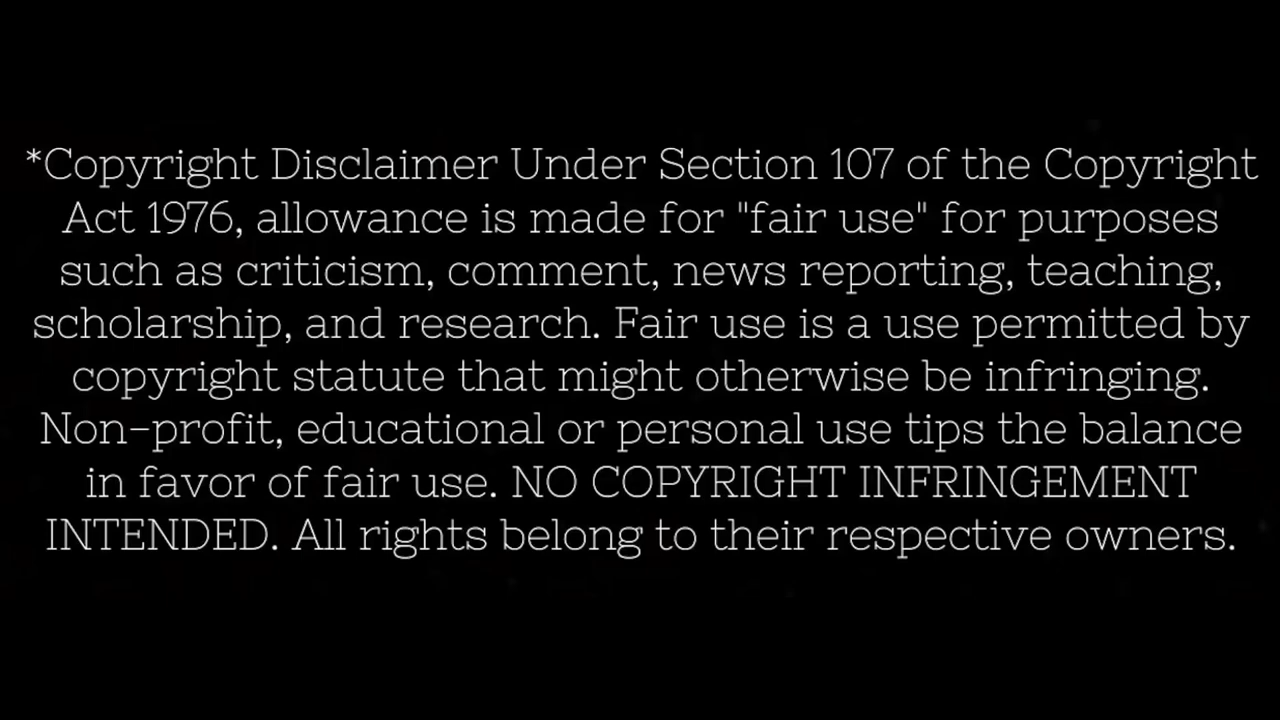 *Copyright Disclaimer Under Section 107 of the Copyright
Act 1976, allowance is made for "fair use" for purposes
such as criticism, comment, news reporting, teaching,
scholarship, and research. Fair use is a use permitted by
copyright statute that might otherwise be infringing.
Non-profit, educational or personal use tips the balance
in favor of fair use. NO COPYRIGHT INFRINGEMENT
INTENDED. All rights belong to their respective owners.